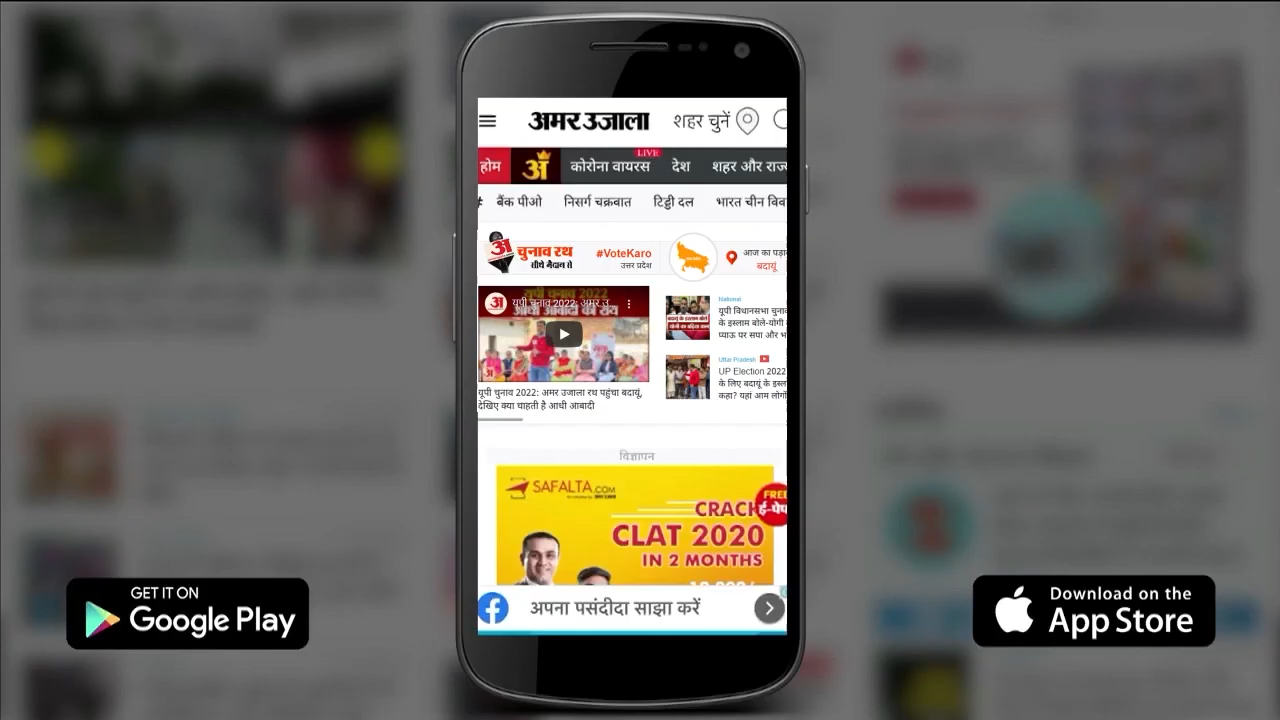 अमर उजाला
शहर चुनें
होम
अ
कोरोना वायरस
LIVE
देश
शहर और राज्
# बैंक पीओ
निसर्ग चक्रबात
टिड्डी दल
भारत चीन विवा
अ
चुनाव रथ
सीधे मैदान से
#VoteKaro
उत्तर प्रदेश
आज का पड़ा
बदायूं
यूपी चुनाव 2022
यूपी चुनाव 2022: अमर उ...
आधी आबादी की राय
यूपी चुनाव 2022: अमर उजाला रथ पहुंचा बदायूं,
देखिए क्या चाहती है आधी आबादी
National
यूपी विधानसभा चुना
के इस्लाम बोले-योगी
प्याऊ पर सपा और भ
Uttar Pradesh
UP Election 2022
के लिए बदायूं के इस्ल
कहा? यहां आम लोगों
विज्ञापन
SAFALTA.COM
CRACK
CLAT 2020
IN 2 MONTHS
FREE
ई-पेप
अपना पसंदीदा साझा करें
GET IT ON
Google Play
Download on the
App Store